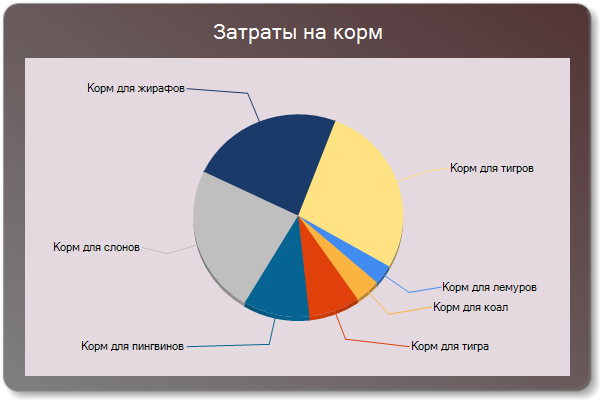 Затраты на корм
Корм для жирафов
Корм для тигров
Корм для слонов
Корм для лемуров
Корм для коал
Корм для пингвинов
Корм для тигра